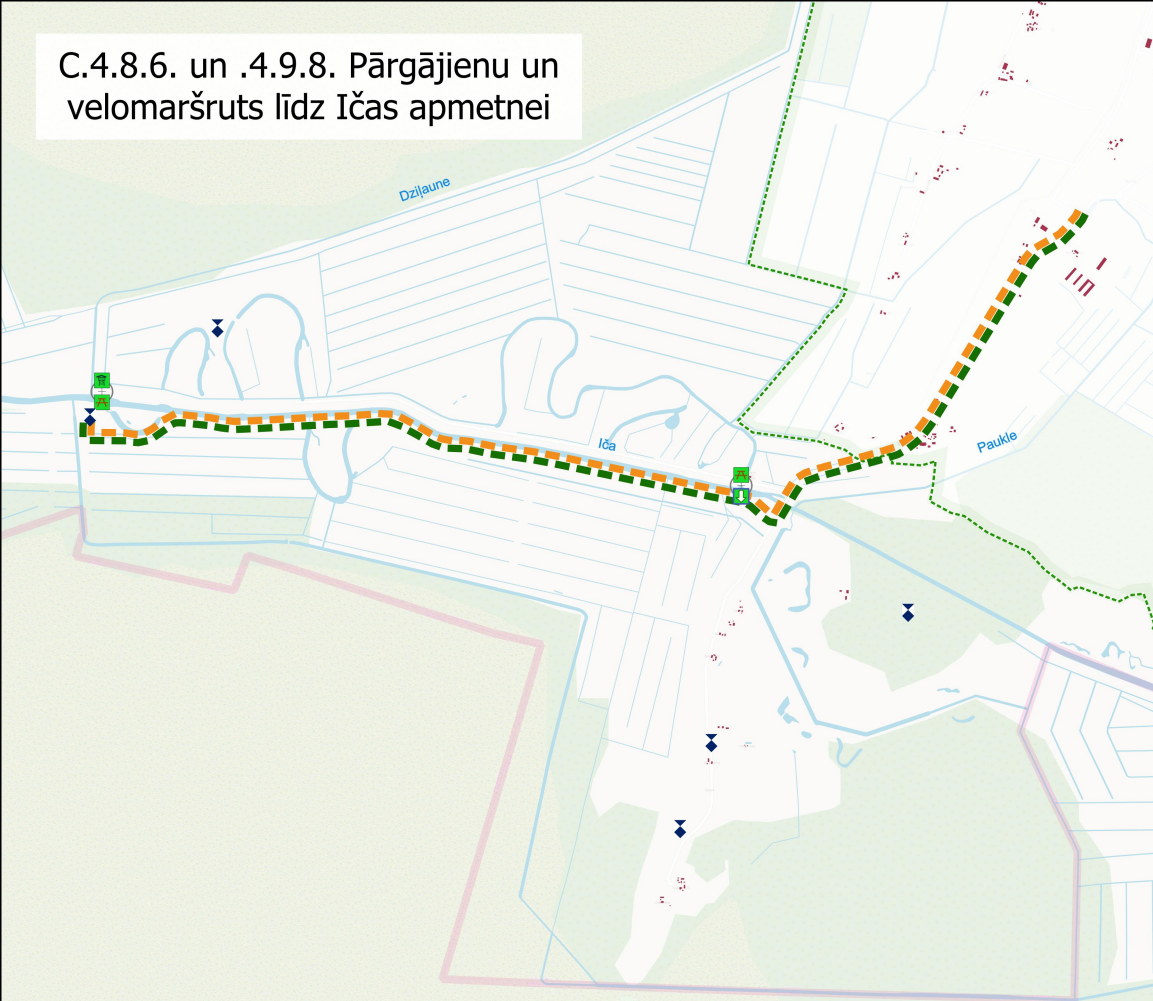 C.4.8.6. un .4.9.8. Pārgājienu un
velomaršruts līdz Ičas apmetnei
Dziļaune
Iča
Paukle